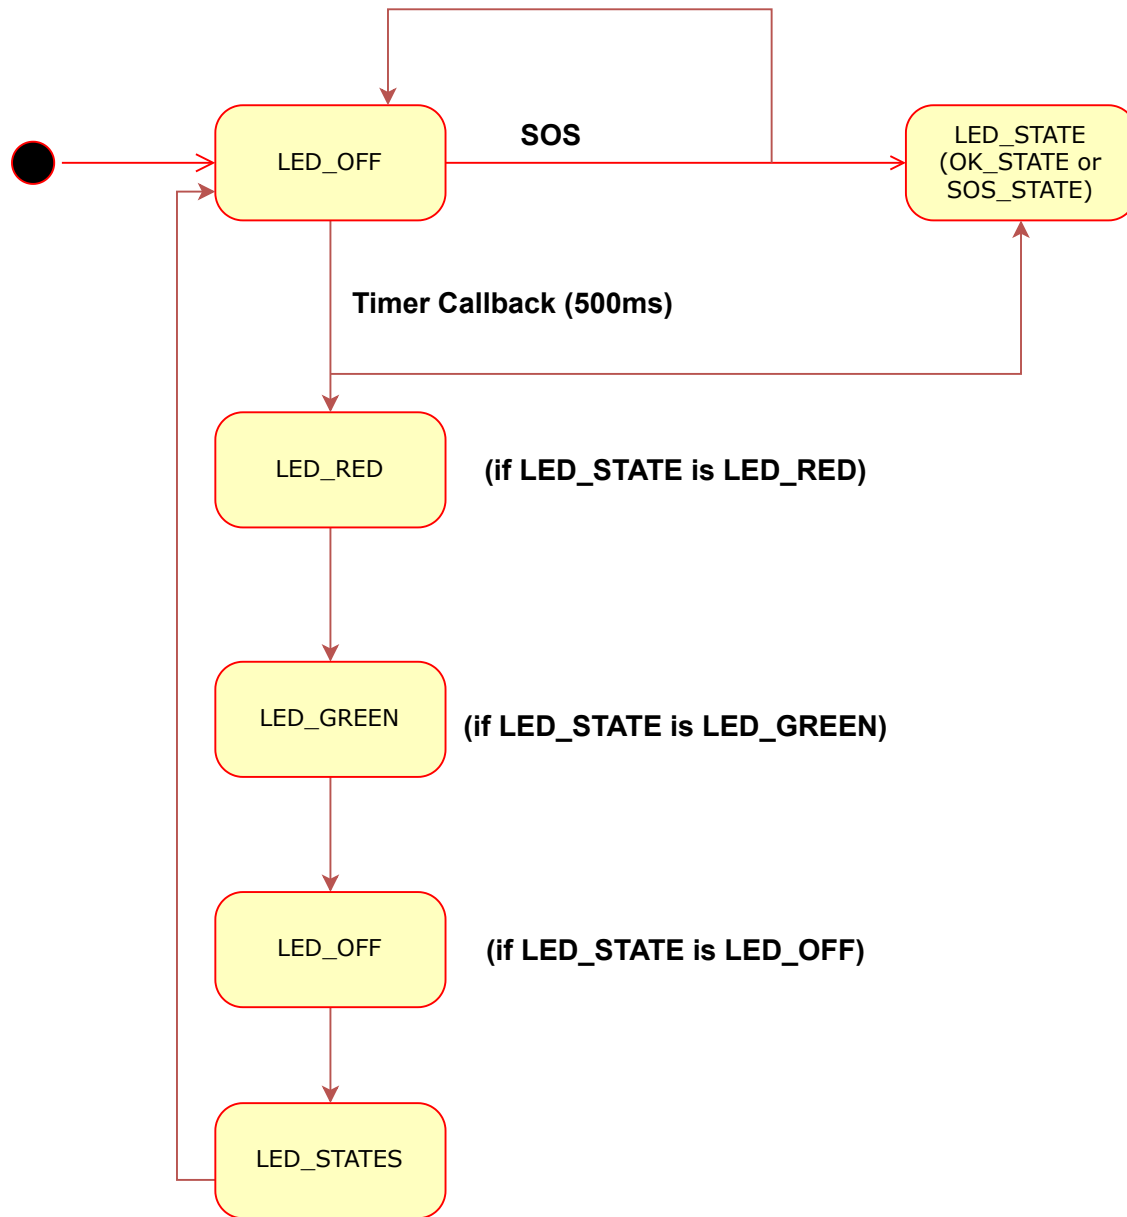 SOS
LED_OFF
LED_STATE
(OK_STATE or
SOS_STATE)
Timer Callback (500ms)
LED_RED
(if LED_STATE is LED_RED)
LED_GREEN
(if LED_STATE is LED_GREEN)
LED_OFF
(if LED_STATE is LED_OFF)
LED_STATES